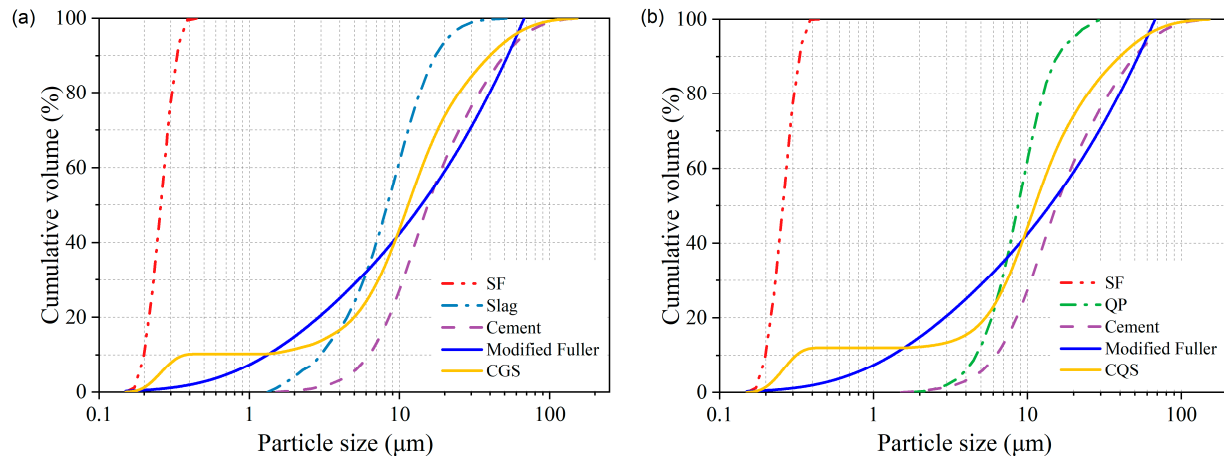 (a)
Cumulative volume (%)
100
80
60
40
20
0
0.1
1
10
100
Particle size (μm)
SF
Slag
Cement
Modified Fuller
CGS
(b)
Cumulative volume (%)
100
80
60
40
20
0
0.1
1
10
100
Particle size (μm)
SF
QP
Cement
Modified Fuller
CQS